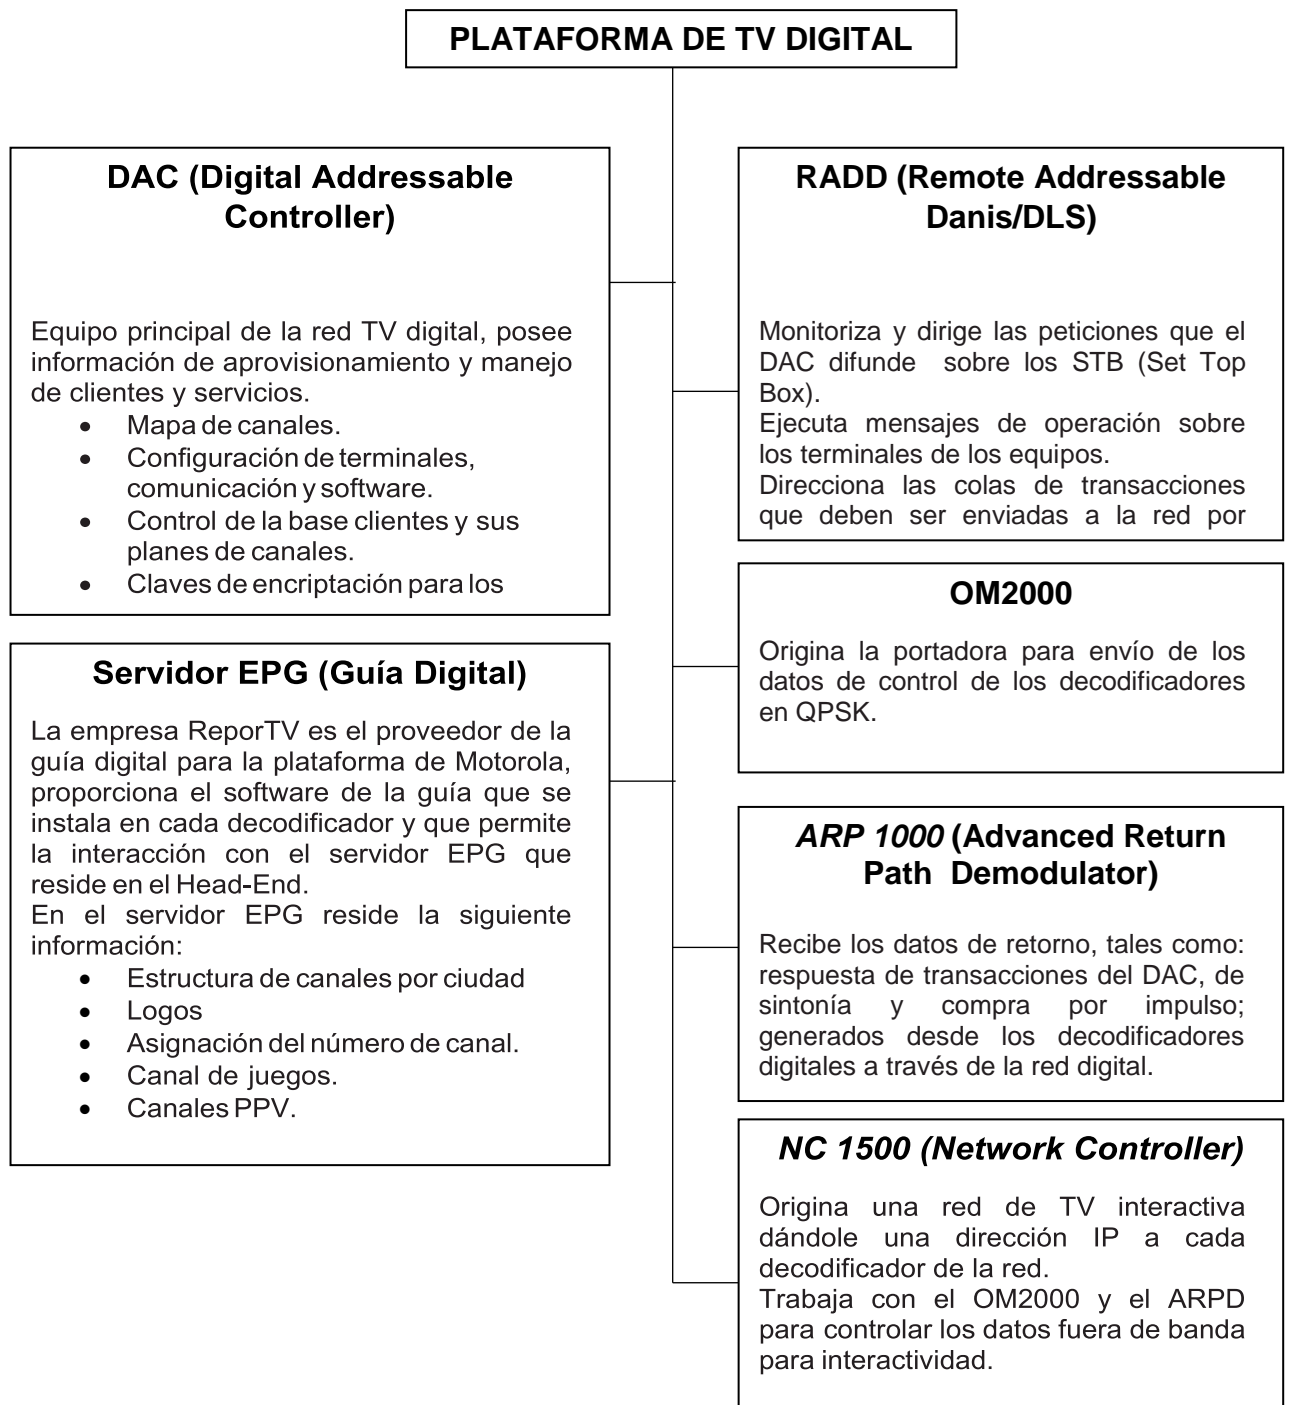 PLATAFORMA DE TV DIGITAL
DAC (Digital Addressable
Controller)
Equipo principal de la red TV digital, posee
información de aprovisionamiento y manejo
de clientes y servicios.
• Mapa de canales.
• Configuración de terminales,
comunicación y software.
• Control de la base clientes y sus
planes de canales.
• Claves de encriptación para los
Servidor EPG (Guía Digital)
La empresa ReporTV es el proveedor de la
guía digital para la plataforma de Motorola,
proporciona el software de la guía que se
instala en cada decodificador y que permite
la interacción con el servidor EPG que
reside en el Head-End.
En el servidor EPG reside la siguiente
información:
• Estructura de canales por ciudad
• Logos
• Asignación del número de canal.
• Canal de juegos.
• Canales PPV.
RADD (Remote Addressable
Danis/DLS)
Monitoriza y dirige las peticiones que el
DAC difunde sobre los STB (Set Top
Box).
Ejecuta mensajes de operación sobre
los terminales de los equipos.
Direcciona las colas de transacciones
que deben ser enviadas a la red por
OM2000
Origina la portadora para envío de los
datos de control de los decodificadores
en QPSK.
ARP 1000 (Advanced Return
Path Demodulator)
Recibe los datos de retorno, tales como:
respuesta de transacciones del DAC, de
sintonía y compra por impulso;
generados desde los decodificadores
digitales a través de la red digital.
NC 1500 (Network Controller)
Origina una red de TV interactiva
dándole una dirección IP a cada
decodificador de la red.
Trabaja con el OM2000 y el ARPD
para controlar los datos fuera de banda
para interactividad.